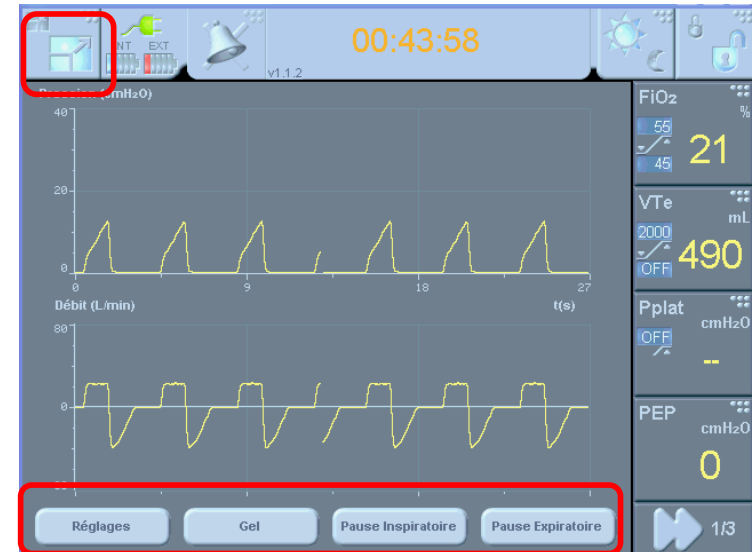 INT EXT
v1.1.2
00:43:58
(cmH2O)
40
20
0
0 9 18 27
Débit (L/min) t(s)
80
0
FiO2 %
55
45
21
VTe mL
2000
OFF
490
Pplat cmH2O
OFF
--
PEP cmH2O
0
Réglages Gel Pause Inspiratoire Pause Expiratoire
1/3